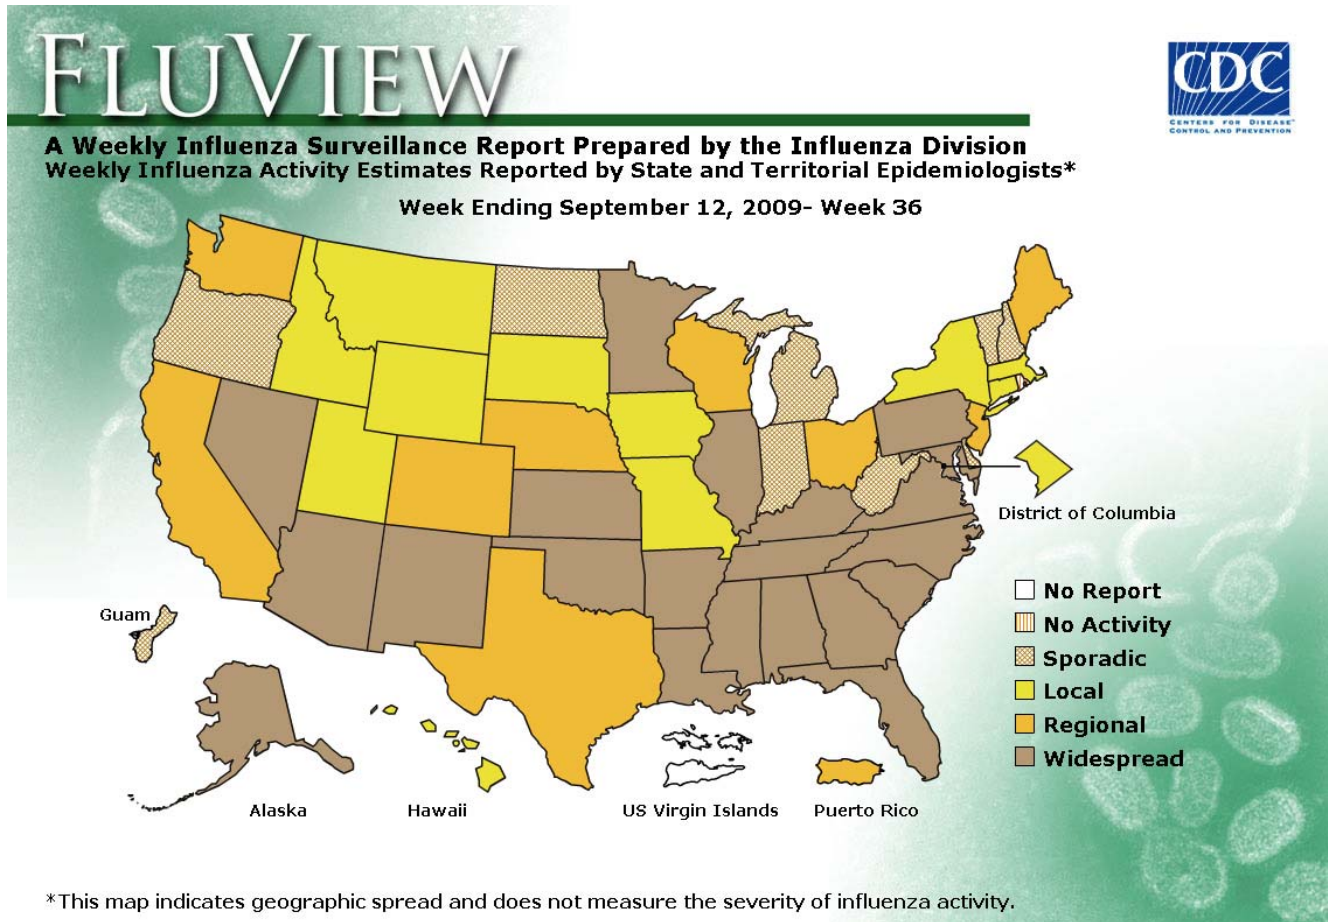 FLUVIEW
CDC
CENTERS FOR DISEASE™
CONTROL AND PREVENTION
A Weekly Influenza Surveillance Report Prepared by the Influenza Division
Weekly Influenza Activity Estimates Reported by State and Territorial Epidemiologists*
Week Ending September 12, 2009- Week 36
District of Columbia
No Report
Guam
No Activity
Sporadic
Local
Regional
Widespread
Alaska
Hawaii
US Virgin Islands
Puerto Rico
*This map indicates geographic spread and does not measure the severity of influenza activity.